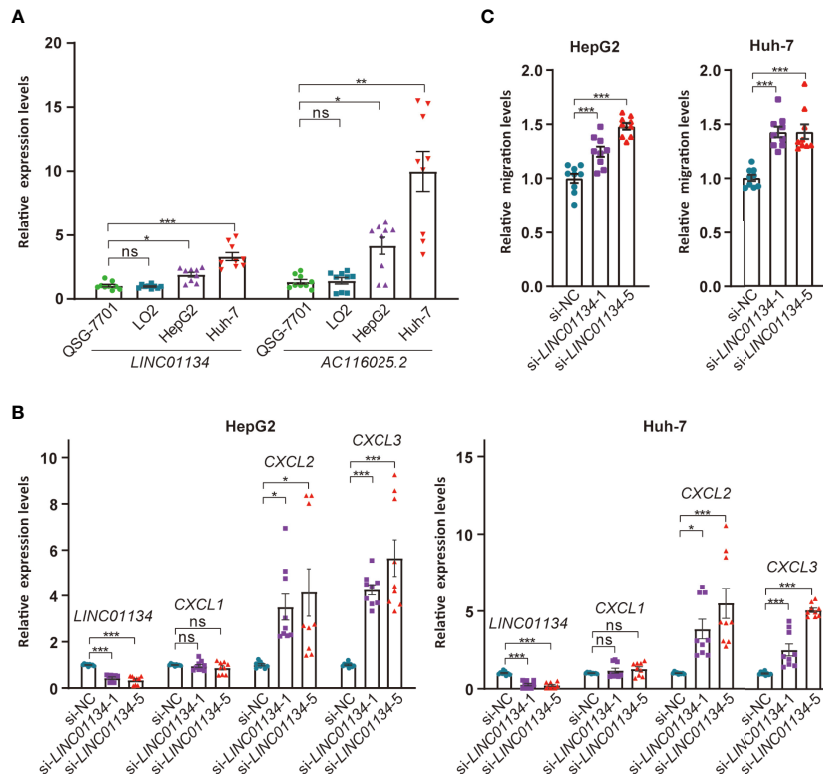 A
Relative expression levels
20
15
10
5
0
ns
*
***
ns
*
**
QSG-7701
LO2
HepG2
Huh-7
QSG-7701
LO2
HepG2
Huh-7
LINC01134
AC116025.2
C
HepG2
Relative migration levels
2.0
1.5
1.0
0.5
0.0
***
***
si-NC
si-LINC01134-1
si-LINC01134-5
Huh-7
Relative migration levels
2.0
1.5
1.0
0.5
0.0
***
***
si-NC
si-LINC01134-1
si-LINC01134-5
B
HepG2
Relative expression levels
10
8
6
4
2
0
LINC01134
***
***
CXCL1
ns
ns
CXCL2
*
*
CXCL3
***
***
si-NC
si-LINC01134-1
si-LINC01134-5
si-NC
si-LINC01134-1
si-LINC01134-5
si-NC
si-LINC01134-1
si-LINC01134-5
si-NC
si-LINC01134-1
si-LINC01134-5
Huh-7
Relative expression levels
15
10
5
0
LINC01134
***
***
CXCL1
ns
ns
CXCL2
***
*
CXCL3
***
***
si-NC
si-LINC01134-1
si-LINC01134-5
si-NC
si-LINC01134-1
si-LINC01134-5
si-NC
si-LINC01134-1
si-LINC01134-5
si-NC
si-LINC01134-1
si-LINC01134-5